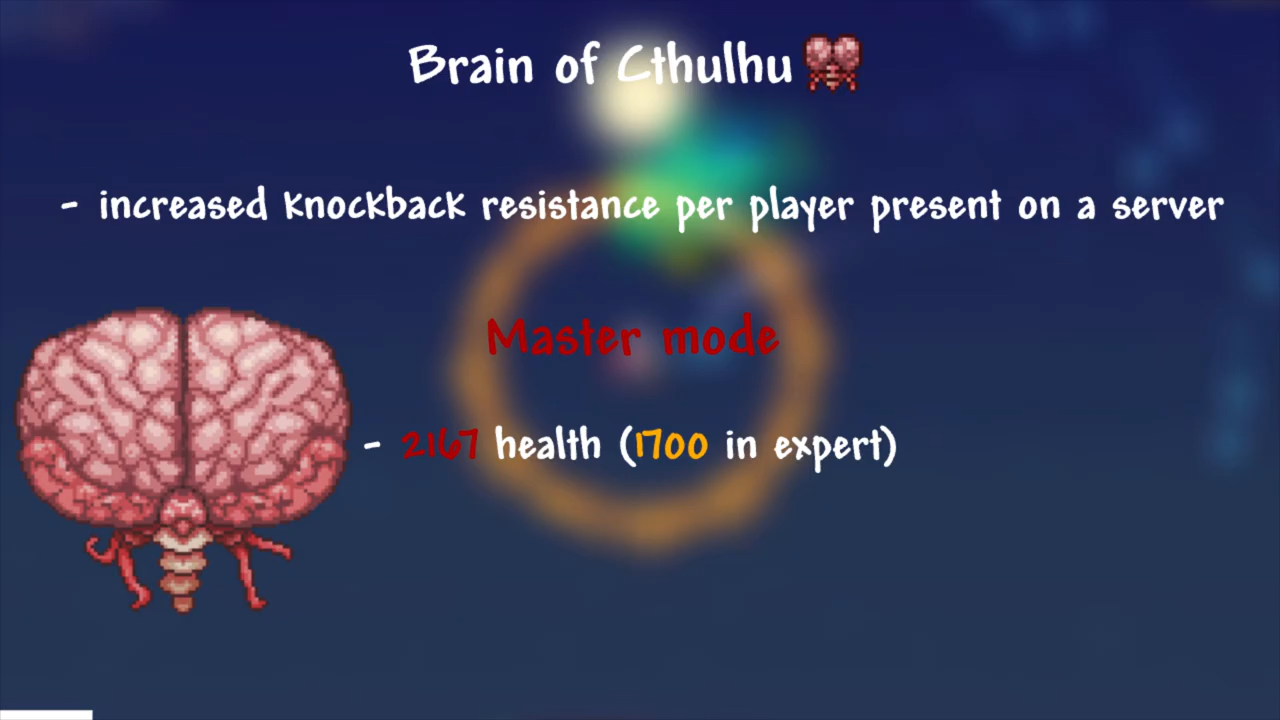 Brain of Cthulhu
- increased knockback resistance per player present on a server
Master mode
- 2167 health (1700 in expert)